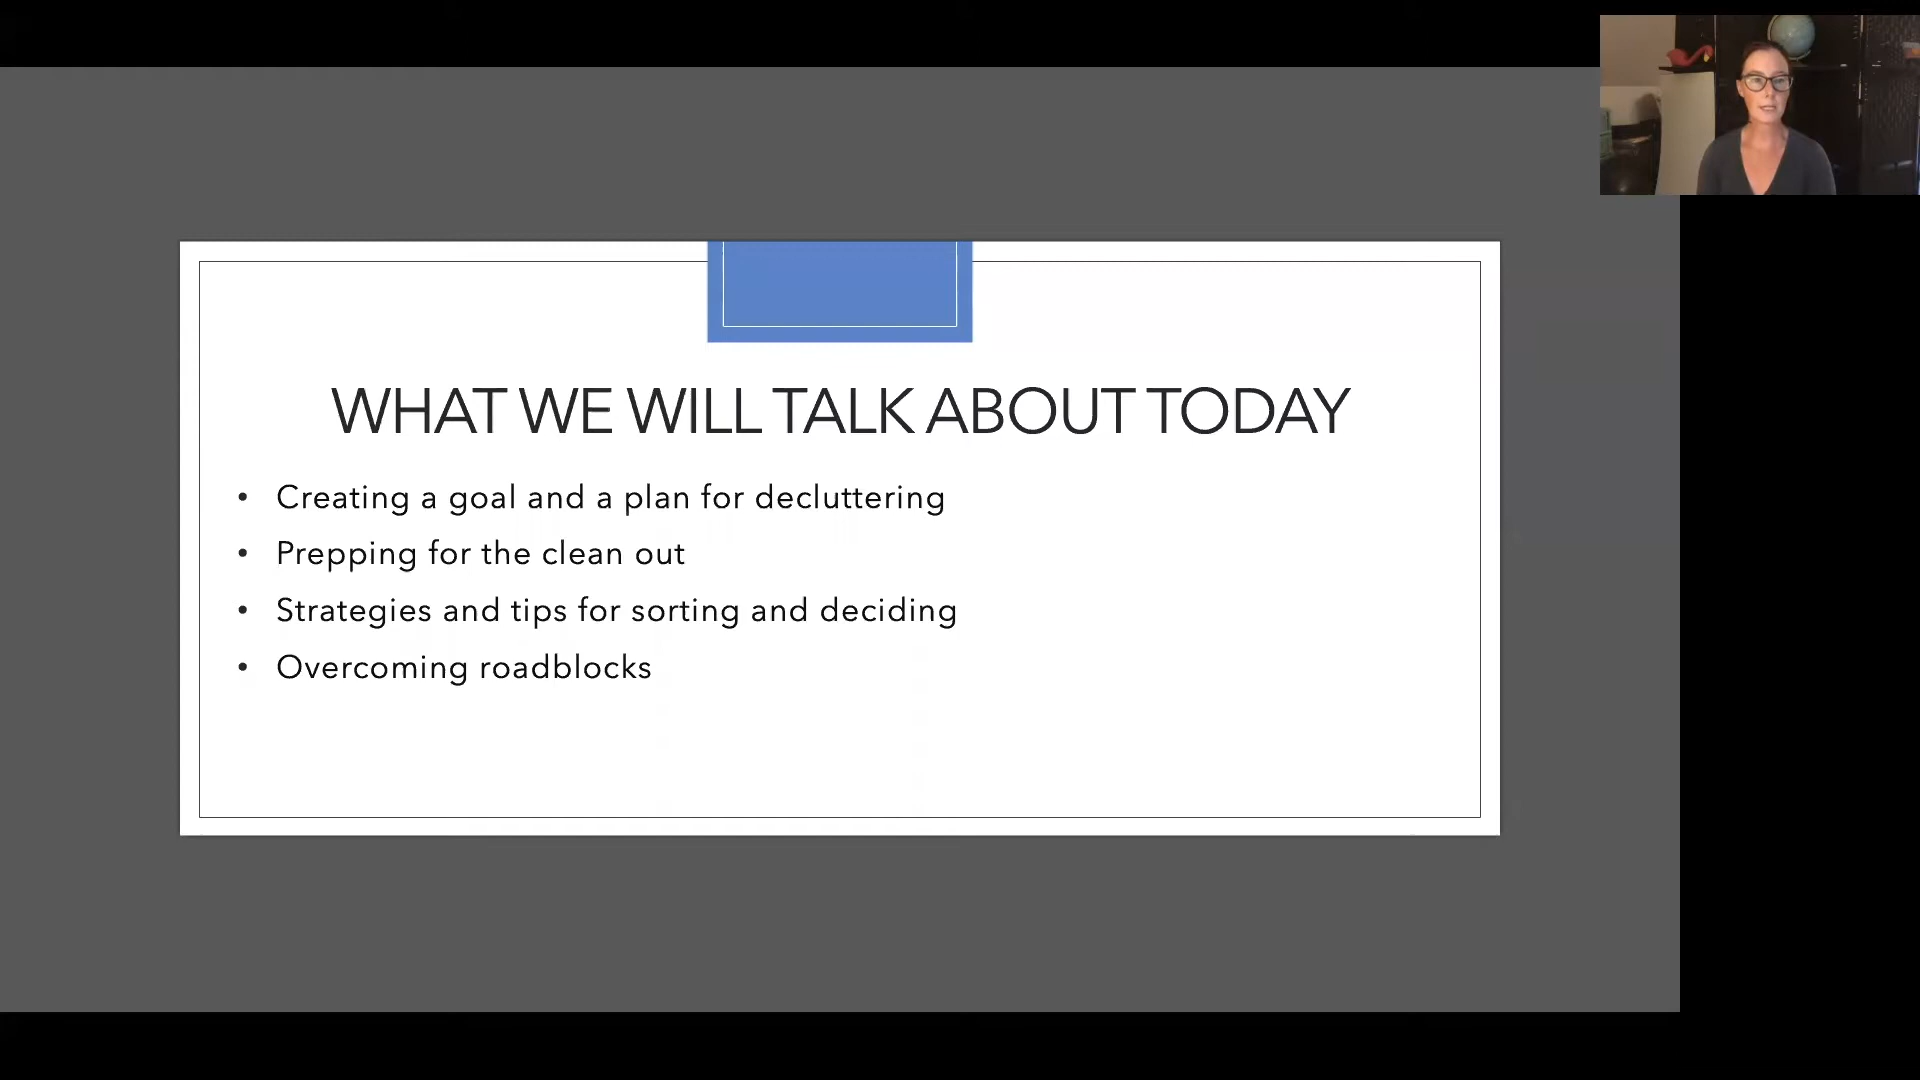 WHAT WE WILL TALK ABOUT TODAY
• Creating a goal and a plan for decluttering
• Prepping for the clean out
• Strategies and tips for sorting and deciding
• Overcoming roadblocks